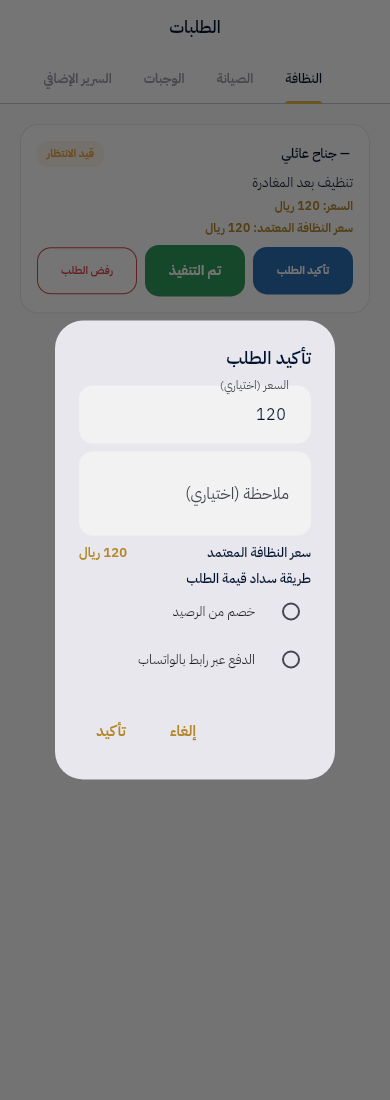 الطلبات
النظافة الصيانة الوجبات السرير الإضافي
جناح عائلي — قيد الانتظار
تنظيف بعد المغادرة
السعر: 120 ريال
سعر النظافة المعتمد: 120 ريال
تأكيد الطلب تم التنفيذ رفض الطلب
تأكيد الطلب
السعر (اختياري)
120
ملاحظة (اختياري)
سعر النظافة المعتمد 120 ريال
طريقة سداد قيمة الطلب
خصم من الرصيد
الدفع عبر رابط بالواتساب
إلغاء تأكيد